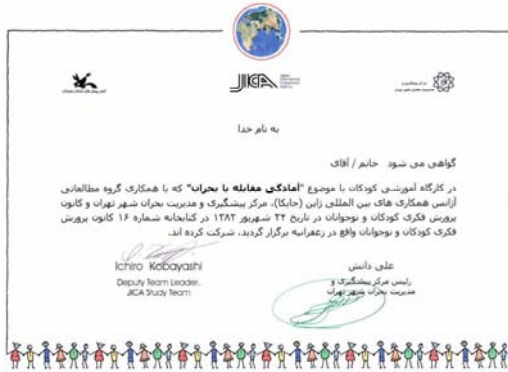 JICA
Japan International Cooperation Agency
به نام خدا
گواهی می شود خانم / آقای
در کارگاه آموزشی کودکان با موضوع "آمادگی مقابله با بحران" که با همکاری گروه مطالعاتی
آژانس همکاری های بین المللی ژاپن (جایکا)، مرکز پیشگیری و مدیریت بحران شهر تهران و کانون
پرورش فکری کودکان و نوجوانان در تاریخ ۲۴ شهریور ۱۳۸۲ در کتابخانه شماره ۱۶ کانون پرورش
فکری کودکان و نوجوانان واقع در زعفرانیه برگزار گردید، شرکت کرده اند.
Ichiro Kobayashi
Deputy Team Leader,
JICA Study Team
علی دانش
رئیس مرکز پیشگیری و
مدیریت بحران شهر تهران